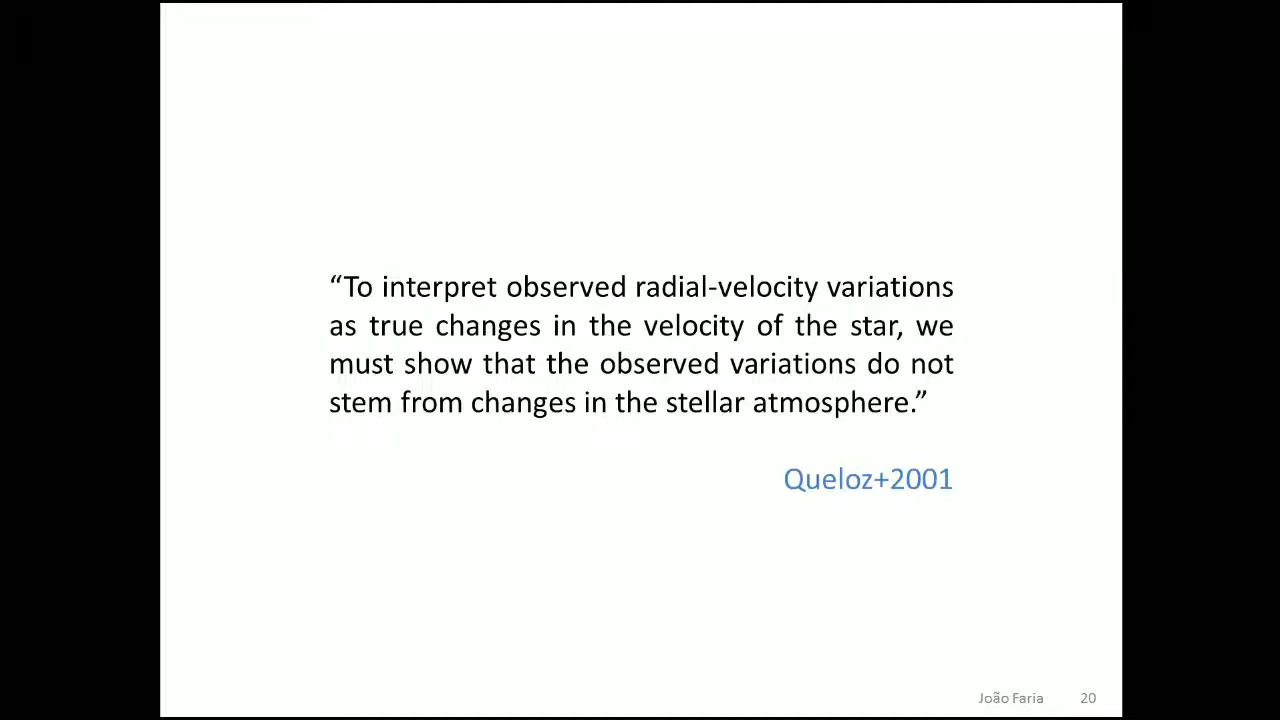 “To interpret observed radial-velocity variations
as true changes in the velocity of the star, we
must show that the observed variations do not
stem from changes in the stellar atmosphere.”
Queloz+2001
João Faria 20